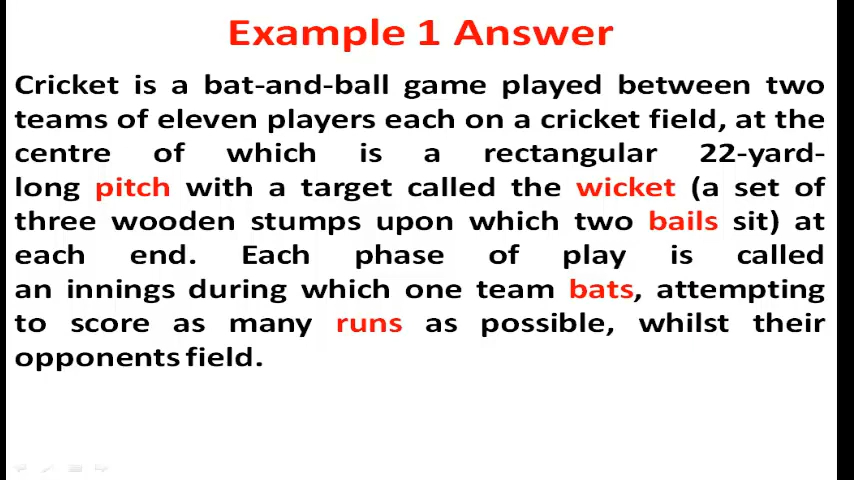 Example 1 Answer
Cricket is a bat-and-ball game played between two
teams of eleven players each on a cricket field, at the
centre of which is a rectangular 22-yard-
long pitch with a target called the wicket (a set of
three wooden stumps upon which two bails sit) at
each end. Each phase of play is called
an innings during which one team bats, attempting
to score as many runs as possible, whilst their
opponents field.